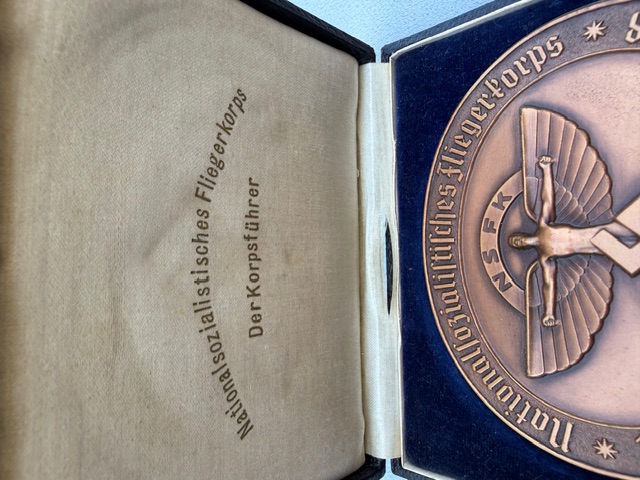 Nationalsozialistisches Fliegerkorps
Der Korpsführer
Nationalsozialistisches Fliegerkorps
NSFK